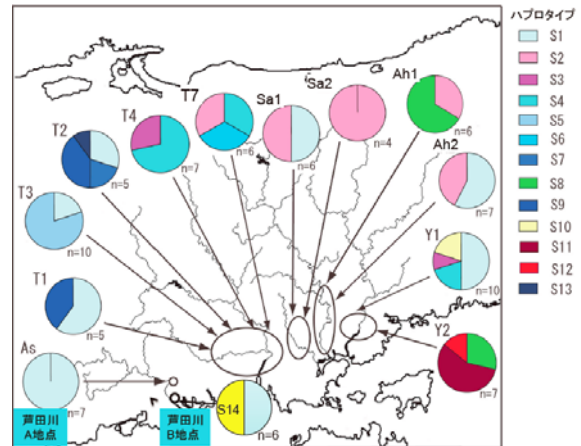 ハプロタイプ
S1
S2
S3
S4
S5
S6
S7
S8
S9
S10
S11
S12
S13
T7
n=6
Sa1
n=6
Sa2
n=4
Ah1
n=6
T4
n=7
T2
n=5
Ah2
n=7
T3
n=10
Y1
n=10
T1
n=5
Y2
n=7
As
n=7
S14
n=6
芦田川
A地点
芦田川
B地点